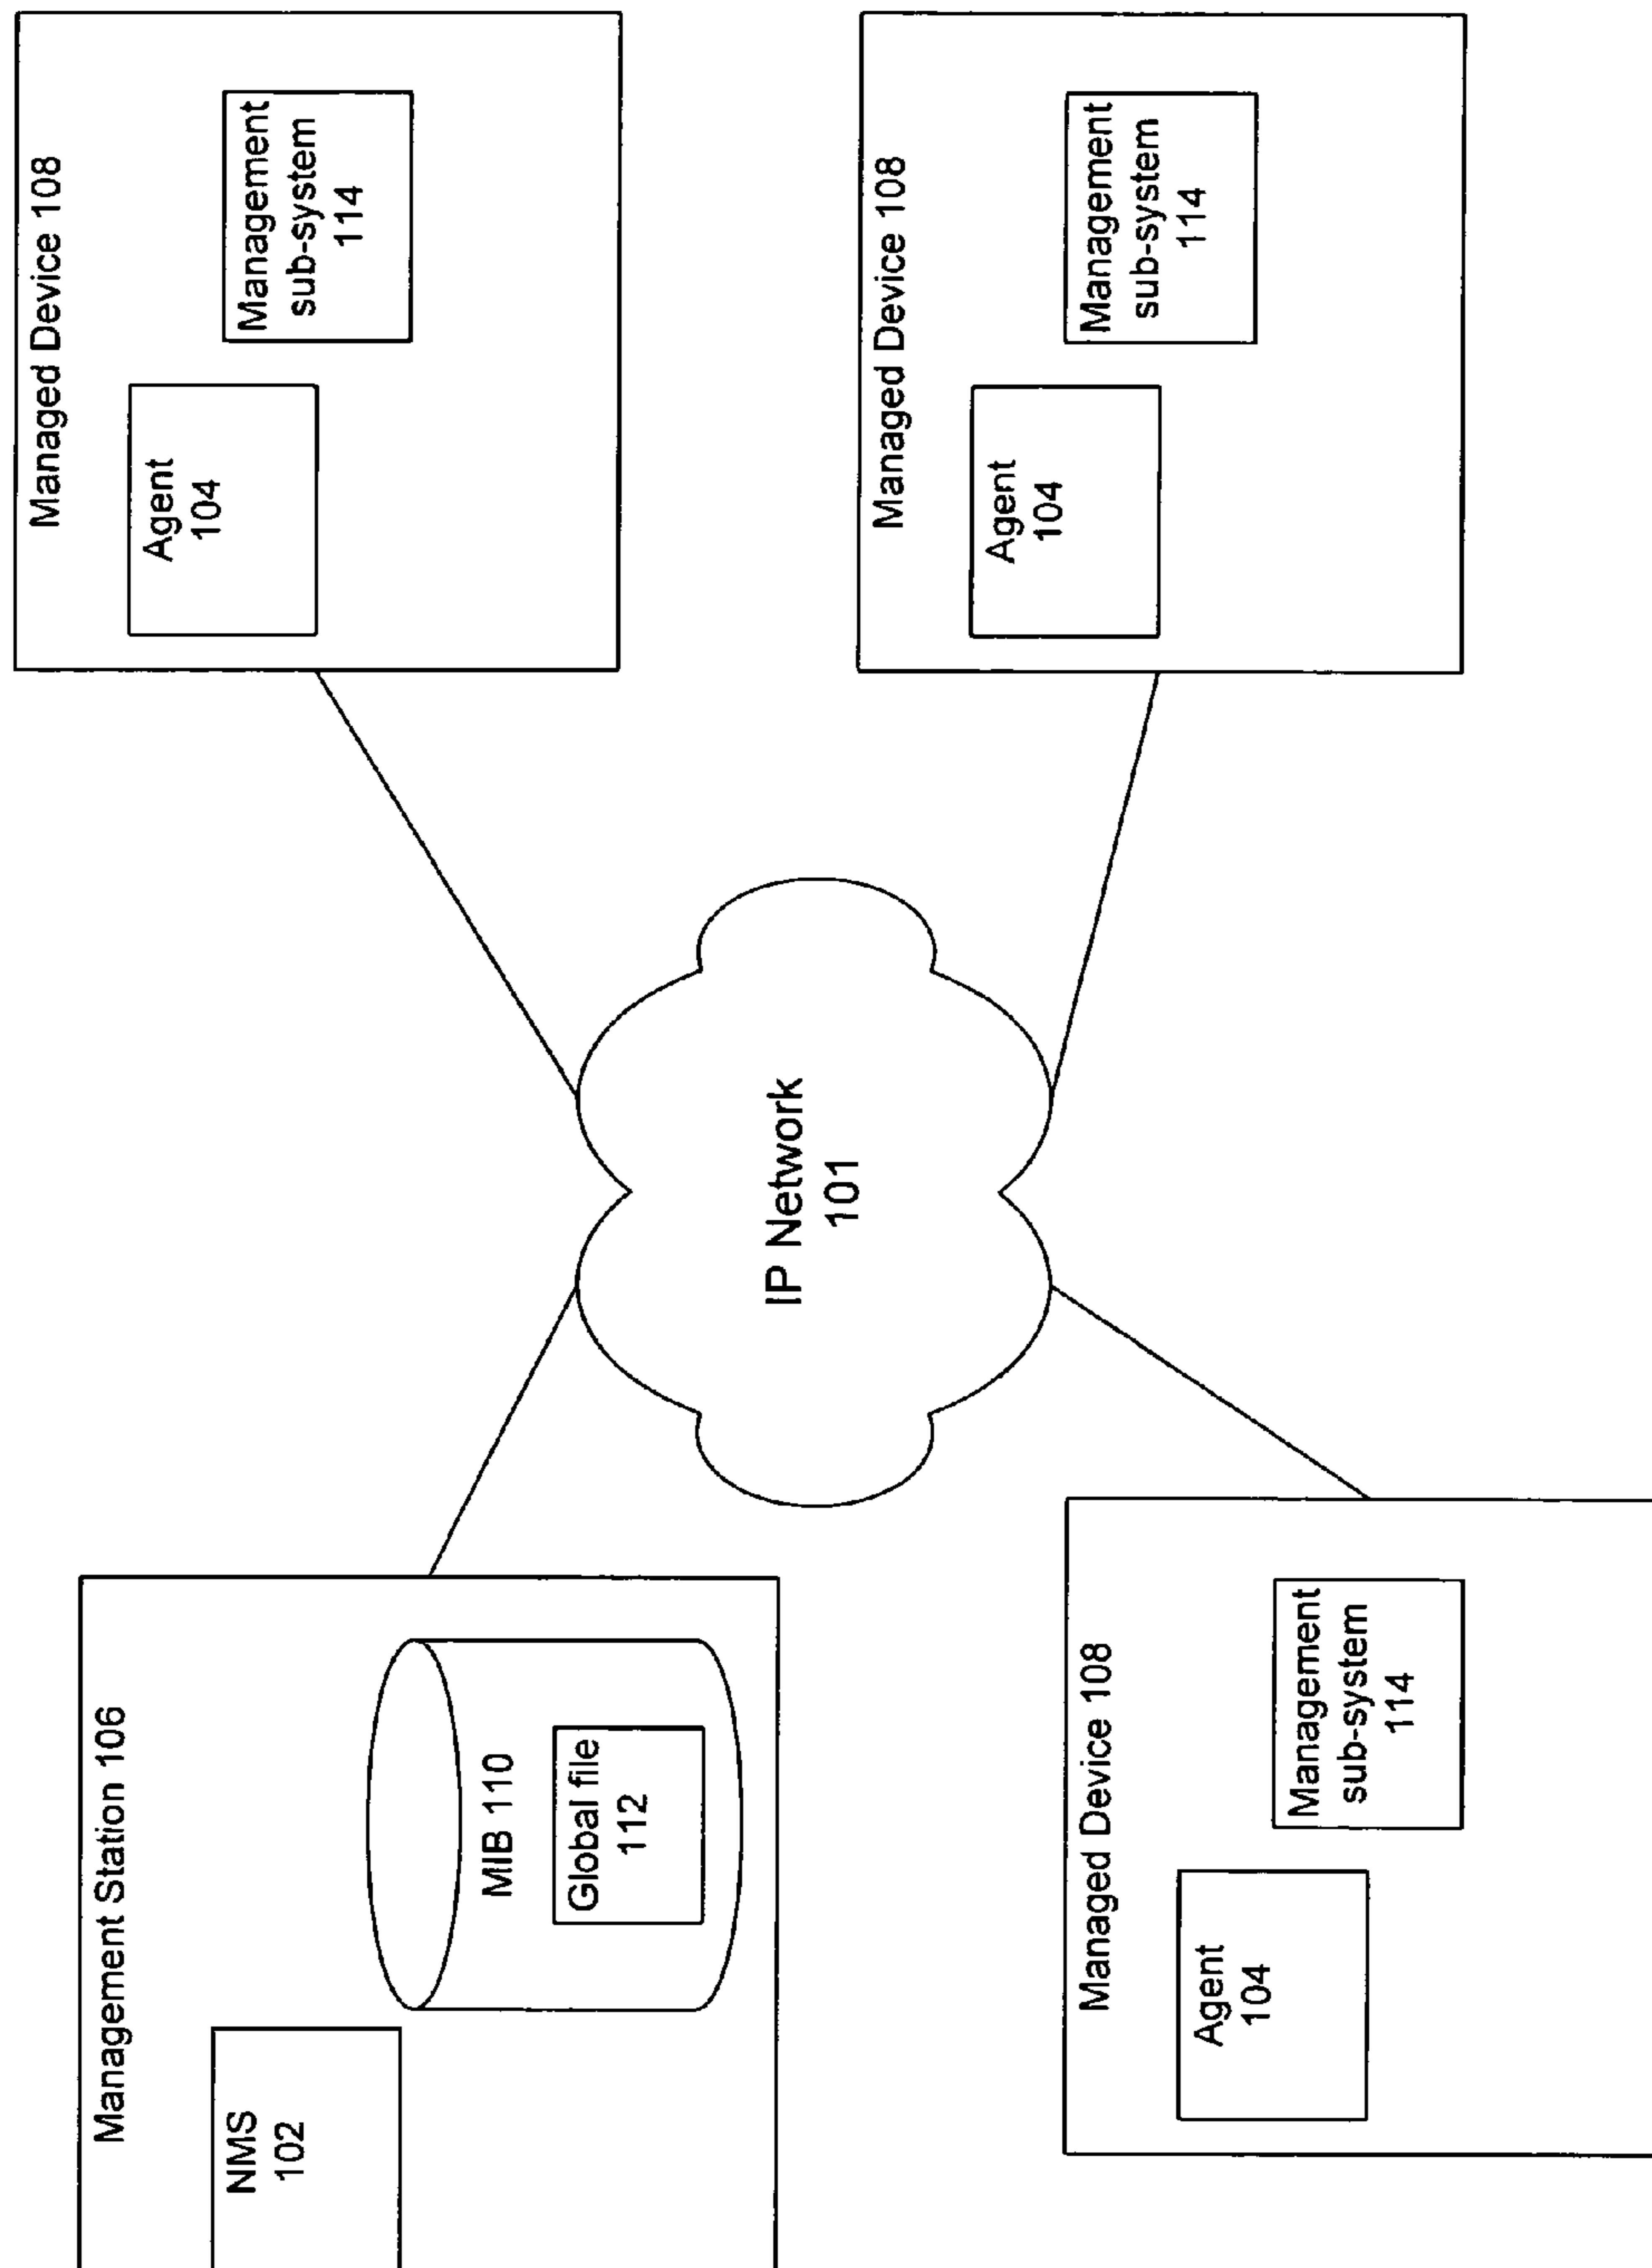 Management Station 106
NMS
102
MIB 110
Global file
112
Managed Device 108
Agent
104
Management
sub-system
114
IP Network
101
Managed Device 108
Agent
104
Management
sub-system
114
Managed Device 108
Agent
104
Management
sub-system
114